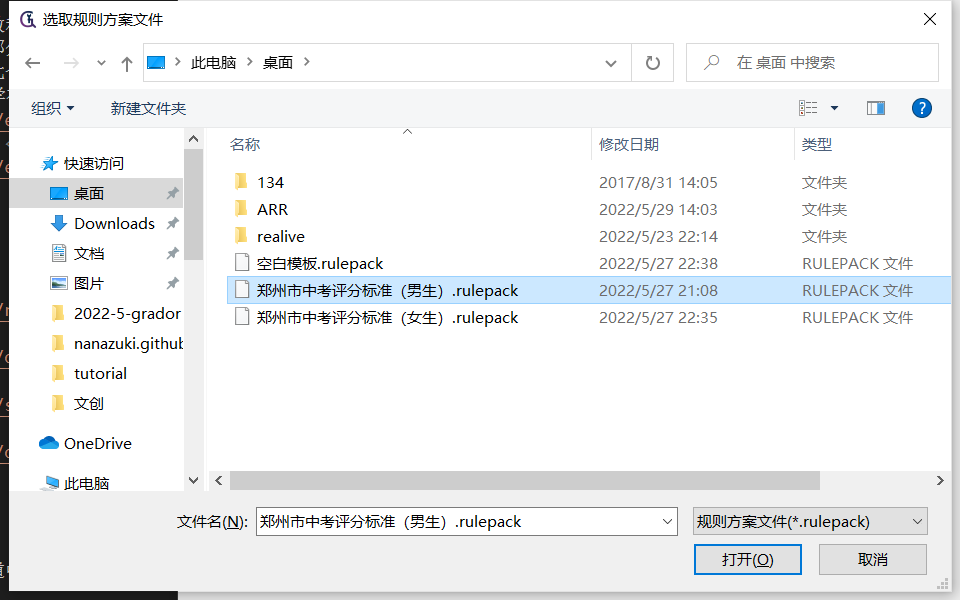 选取规则方案文件
此电脑 桌面
在 桌面 中搜索
组织 新建文件夹
名称 修改日期 类型
快速访问
桌面
Downloads
文档
图片
2022-5-grador
nanazuki.github
tutorial
文创
OneDrive
此电脑
134 2017/8/31 14:05 文件夹
ARR 2022/5/29 14:03 文件夹
realive 2022/5/23 22:14 文件夹
空白模板.rulepack 2022/5/27 22:38 RULEPACK 文件
郑州市中考评分标准（男生）.rulepack 2022/5/27 21:08 RULEPACK 文件
郑州市中考评分标准（女生）.rulepack 2022/5/27 22:35 RULEPACK 文件
文件名(N): 郑州市中考评分标准（男生）.rulepack 规则方案文件(*.rulepack)
打开(O) 取消